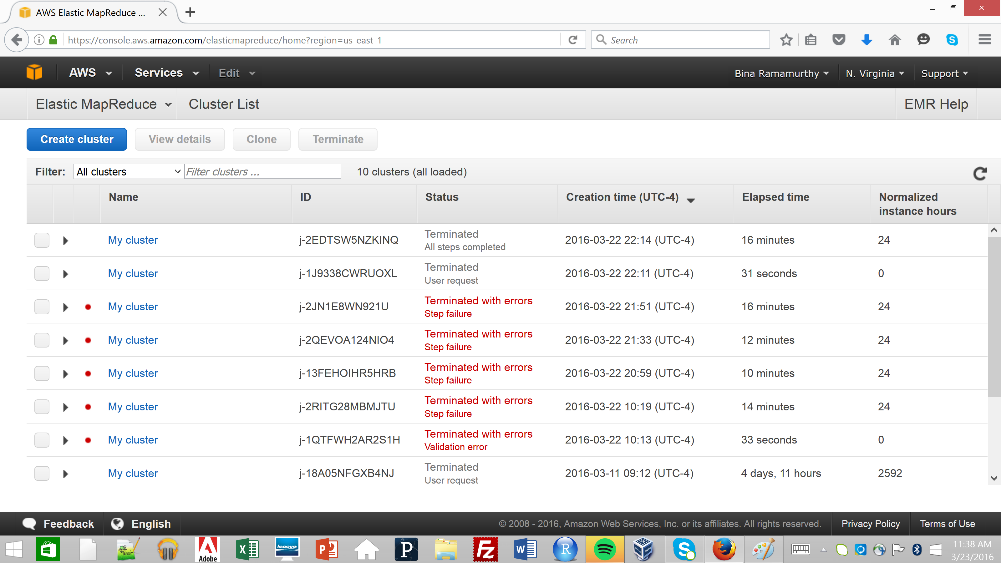 AWS Elastic MapReduce ...
https://console.aws.amazon.com/elasticmapreduce/home?region=us-east-1
Search
AWS Services Edit Bina Ramamurthy N. Virginia Support
Elastic MapReduce Cluster List EMR Help
Create cluster View details Clone Terminate
Filter: All clusters Filter clusters ... 10 clusters (all loaded)
Name ID Status Creation time (UTC-4) Elapsed time Normalized instance hours
My cluster j-2EDTSW5NZKINQ Terminated 2016-03-22 22:14 (UTC-4) 16 minutes 24
All steps completed
My cluster j-1J9338CWRUOXL Terminated 2016-03-22 22:11 (UTC-4) 31 seconds 0
User request
My cluster j-2JN1E8WN921U Terminated with errors 2016-03-22 21:51 (UTC-4) 16 minutes 24
Step failure
My cluster j-2QEVOA124NIO4 Terminated with errors 2016-03-22 21:33 (UTC-4) 12 minutes 24
Step failure
My cluster j-13FEHOIHR5HRB Terminated with errors 2016-03-22 20:59 (UTC-4) 10 minutes 24
Step failure
My cluster j-2RITG28MBMJTU Terminated with errors 2016-03-22 10:19 (UTC-4) 14 minutes 24
Step failure
My cluster j-1QTFWH2AR2S1H Terminated with errors 2016-03-22 10:13 (UTC-4) 33 seconds 0
Validation error
My cluster j-18A05NFGXB4NJ Terminated 2016-03-11 09:12 (UTC-4) 4 days, 11 hours 2592
User request
Feedback English © 2008 - 2016, Amazon Web Services, Inc. or its affiliates. All rights reserved. Privacy Policy Terms of Use
Adobe
11:38 AM
3/23/2016